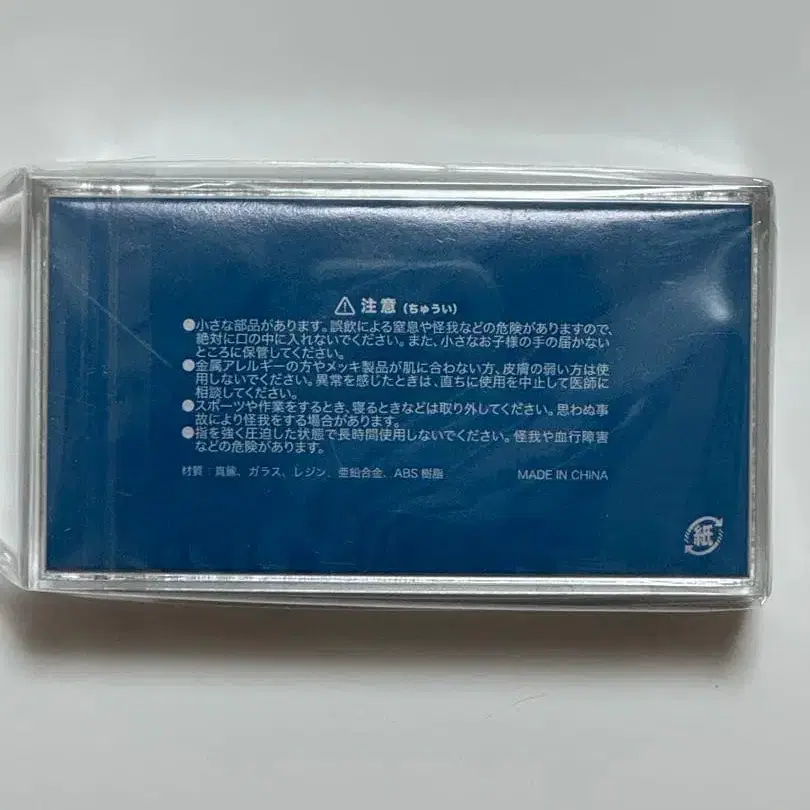 ⚠ 注意 (ちゅうい)
●小さな部品があります。誤飲による窒息や怪我などの危険がありますので、
絶対に口の中に入れないでください。また、小さなお子様の手の届かない
ところに保管してください。
●金属アレルギーの方やメッキ製品が肌に合わない方、皮膚の弱い方は使
用しないでください。異常を感じたときは、直ちに使用を中止して医師に
相談してください。
●スポーツや作業をするとき、寝るときなどは取り外してください。思わぬ事
故により怪我をする場合があります。
●指を強く圧迫した状態で長時間使用しないでください。怪我や血行障害
などの危険があります。
材質：真鍮、ガラス、レジン、亜鉛合金、ABS樹脂 MADE IN CHINA
紙